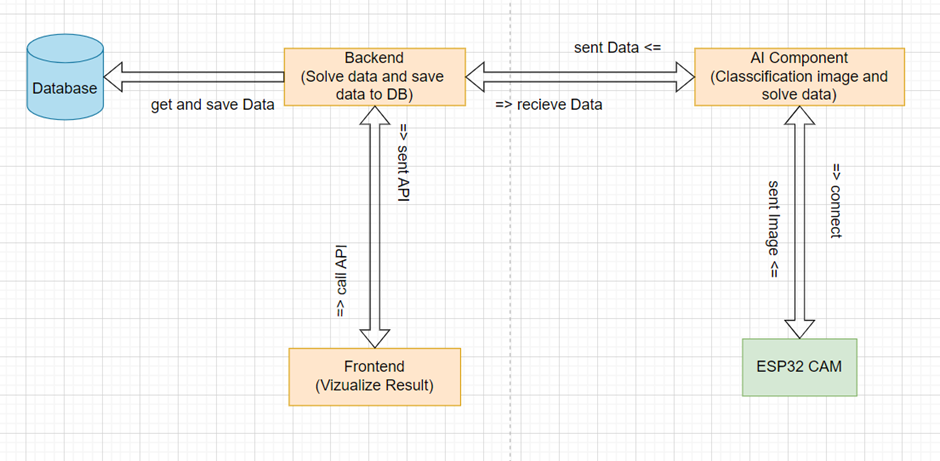 Database
get and save Data
Backend
(Solve data and save
data to DB)
sent Data <=
=> recieve Data
AI Component
(Classcification image and
solve data)
=> sent API
=> call API
sent Image <=
=> connect
Frontend
(Vizualize Result)
ESP32 CAM